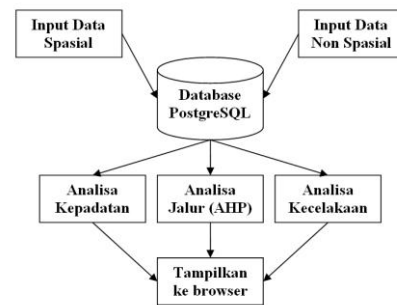 Input Data
Spasial
Input Data
Non Spasial
Database
PostgreSQL
Analisa
Kepadatan
Analisa
Jalur (AHP)
Analisa
Kecelakaan
Tampilkan
ke browser